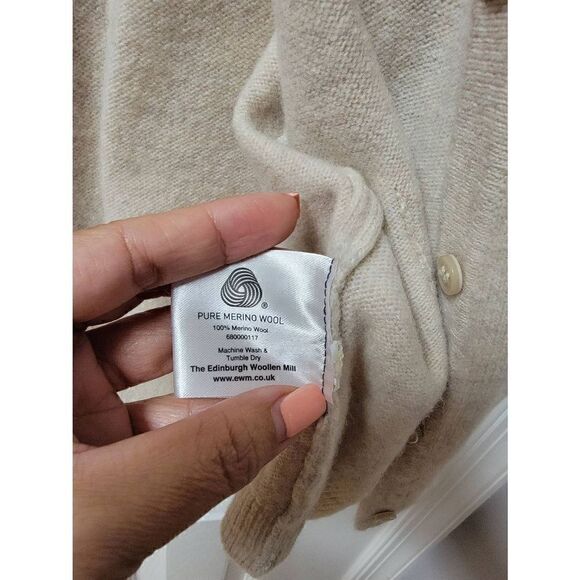 PURE MERINO WOOL
100% Merino Wool
680000117
Machine Wash &
Tumble Dry
The Edinburgh Woollen Mill
www.ewm.co.uk